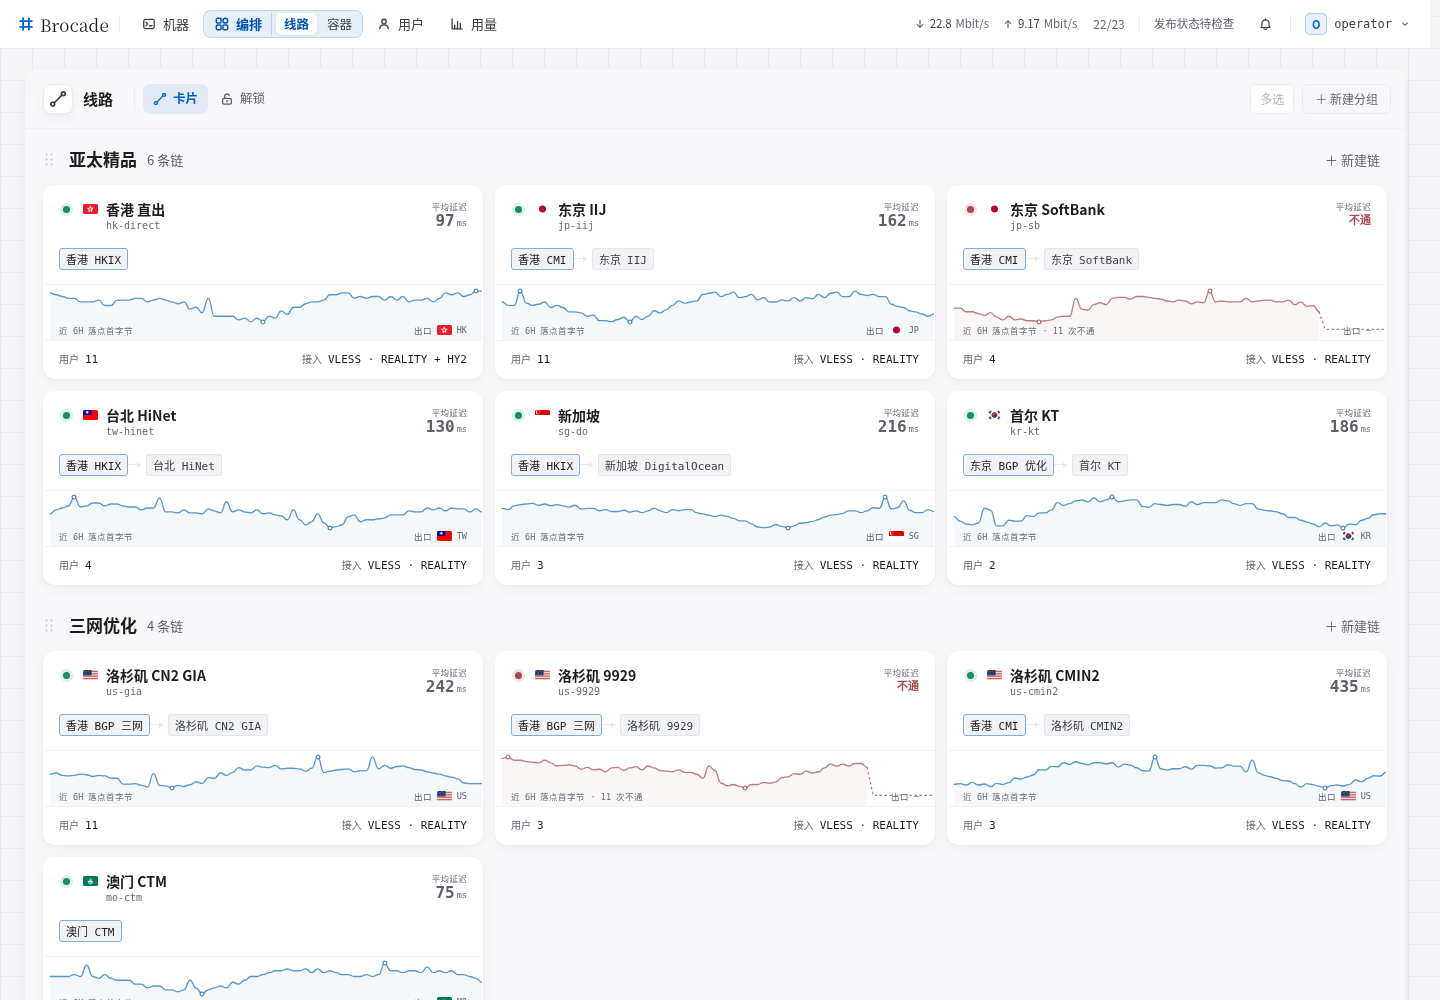 Brocade 机器 编排 线路 容器 用户 用量 ↓ 22.8 Mbit/s ↑ 9.17 Mbit/s 22/23 发布状态待检查 O operator
线路 卡片 解锁 多选 + 新建分组
亚太精品 6 条链 + 新建链
香港 直出 平均延迟
hk-direct 97 ms
香港 HKIX
近 6H 落点首字节 出口 HK
用户 11 接入 VLESS · REALITY + HY2
东京 IIJ 平均延迟
jp-iij 162 ms
香港 CMI 东京 IIJ
近 6H 落点首字节 出口 JP
用户 11 接入 VLESS · REALITY
东京 SoftBank 平均延迟
jp-sb 不通
香港 CMI 东京 SoftBank
近 6H 落点首字节 · 11 次不通 出口
用户 4 接入 VLESS · REALITY
台北 HiNet 平均延迟
tw-hinet 130 ms
香港 HKIX 台北 HiNet
近 6H 落点首字节 出口 TW
用户 4 接入 VLESS · REALITY
新加坡 平均延迟
sg-do 216 ms
香港 HKIX 新加坡 DigitalOcean
近 6H 落点首字节 出口 SG
用户 3 接入 VLESS · REALITY
首尔 KT 平均延迟
kr-kt 186 ms
东京 BGP 优化 首尔 KT
近 6H 落点首字节 出口 KR
用户 2 接入 VLESS · REALITY
三网优化 4 条链 + 新建链
洛杉矶 CN2 GIA 平均延迟
us-gia 242 ms
香港 BGP 三网 洛杉矶 CN2 GIA
近 6H 落点首字节 出口 US
用户 11 接入 VLESS · REALITY
洛杉矶 9929 平均延迟
us-9929 不通
香港 BGP 三网 洛杉矶 9929
近 6H 落点首字节 · 11 次不通 出口
用户 3 接入 VLESS · REALITY
洛杉矶 CMIN2 平均延迟
us-cmin2 435 ms
香港 CMI 洛杉矶 CMIN2
近 6H 落点首字节 出口 US
用户 3 接入 VLESS · REALITY
澳门 CTM 平均延迟
mo-ctm 75 ms
澳门 CTM